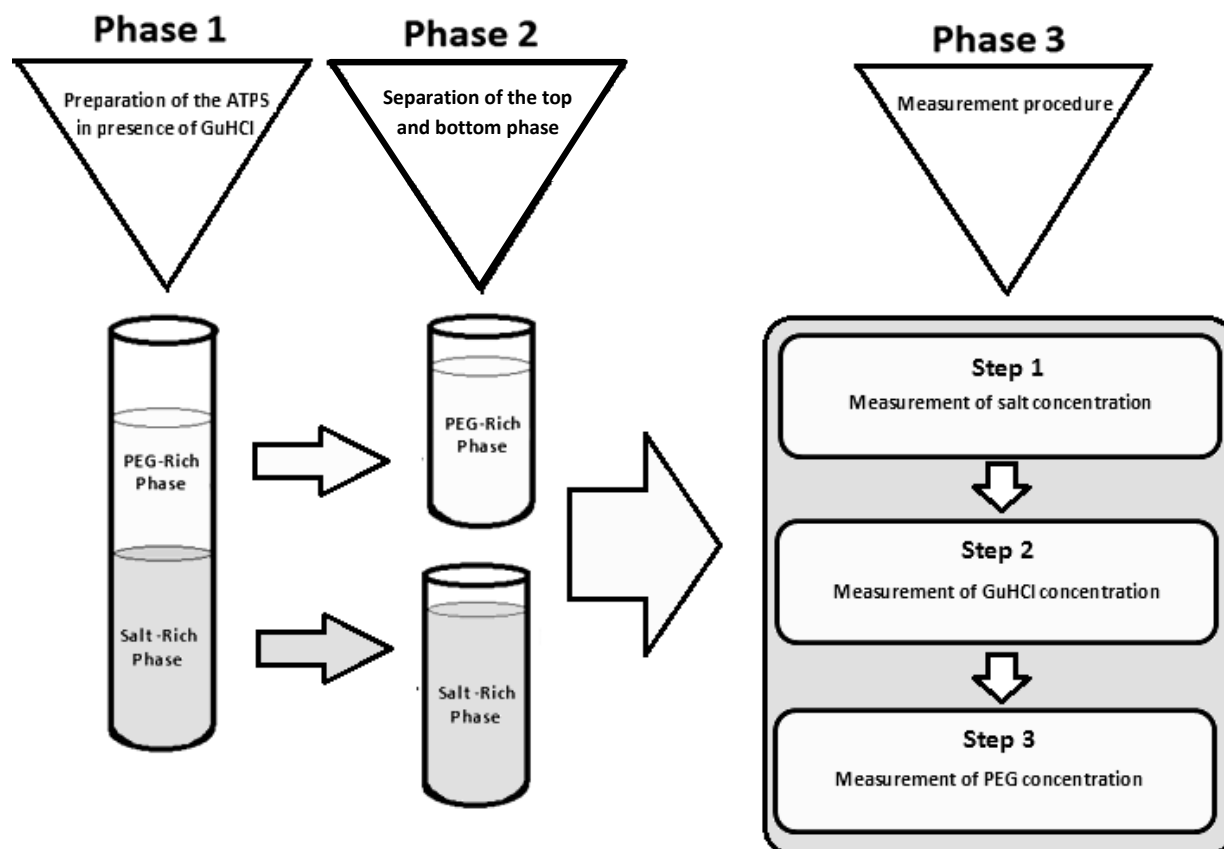 Phase 1
Phase 2
Phase 3
Preparation of the ATPS
in presence of GuHCl
Separation of the top
and bottom phase
Measurement procedure
PEG-Rich
Phase
Salt -Rich
Phase
PEG-Rich
Phase
Salt -Rich
Phase
Step 1
Measurement of salt concentration
Step 2
Measurement of GuHCl concentration
Step 3
Measurement of PEG concentration